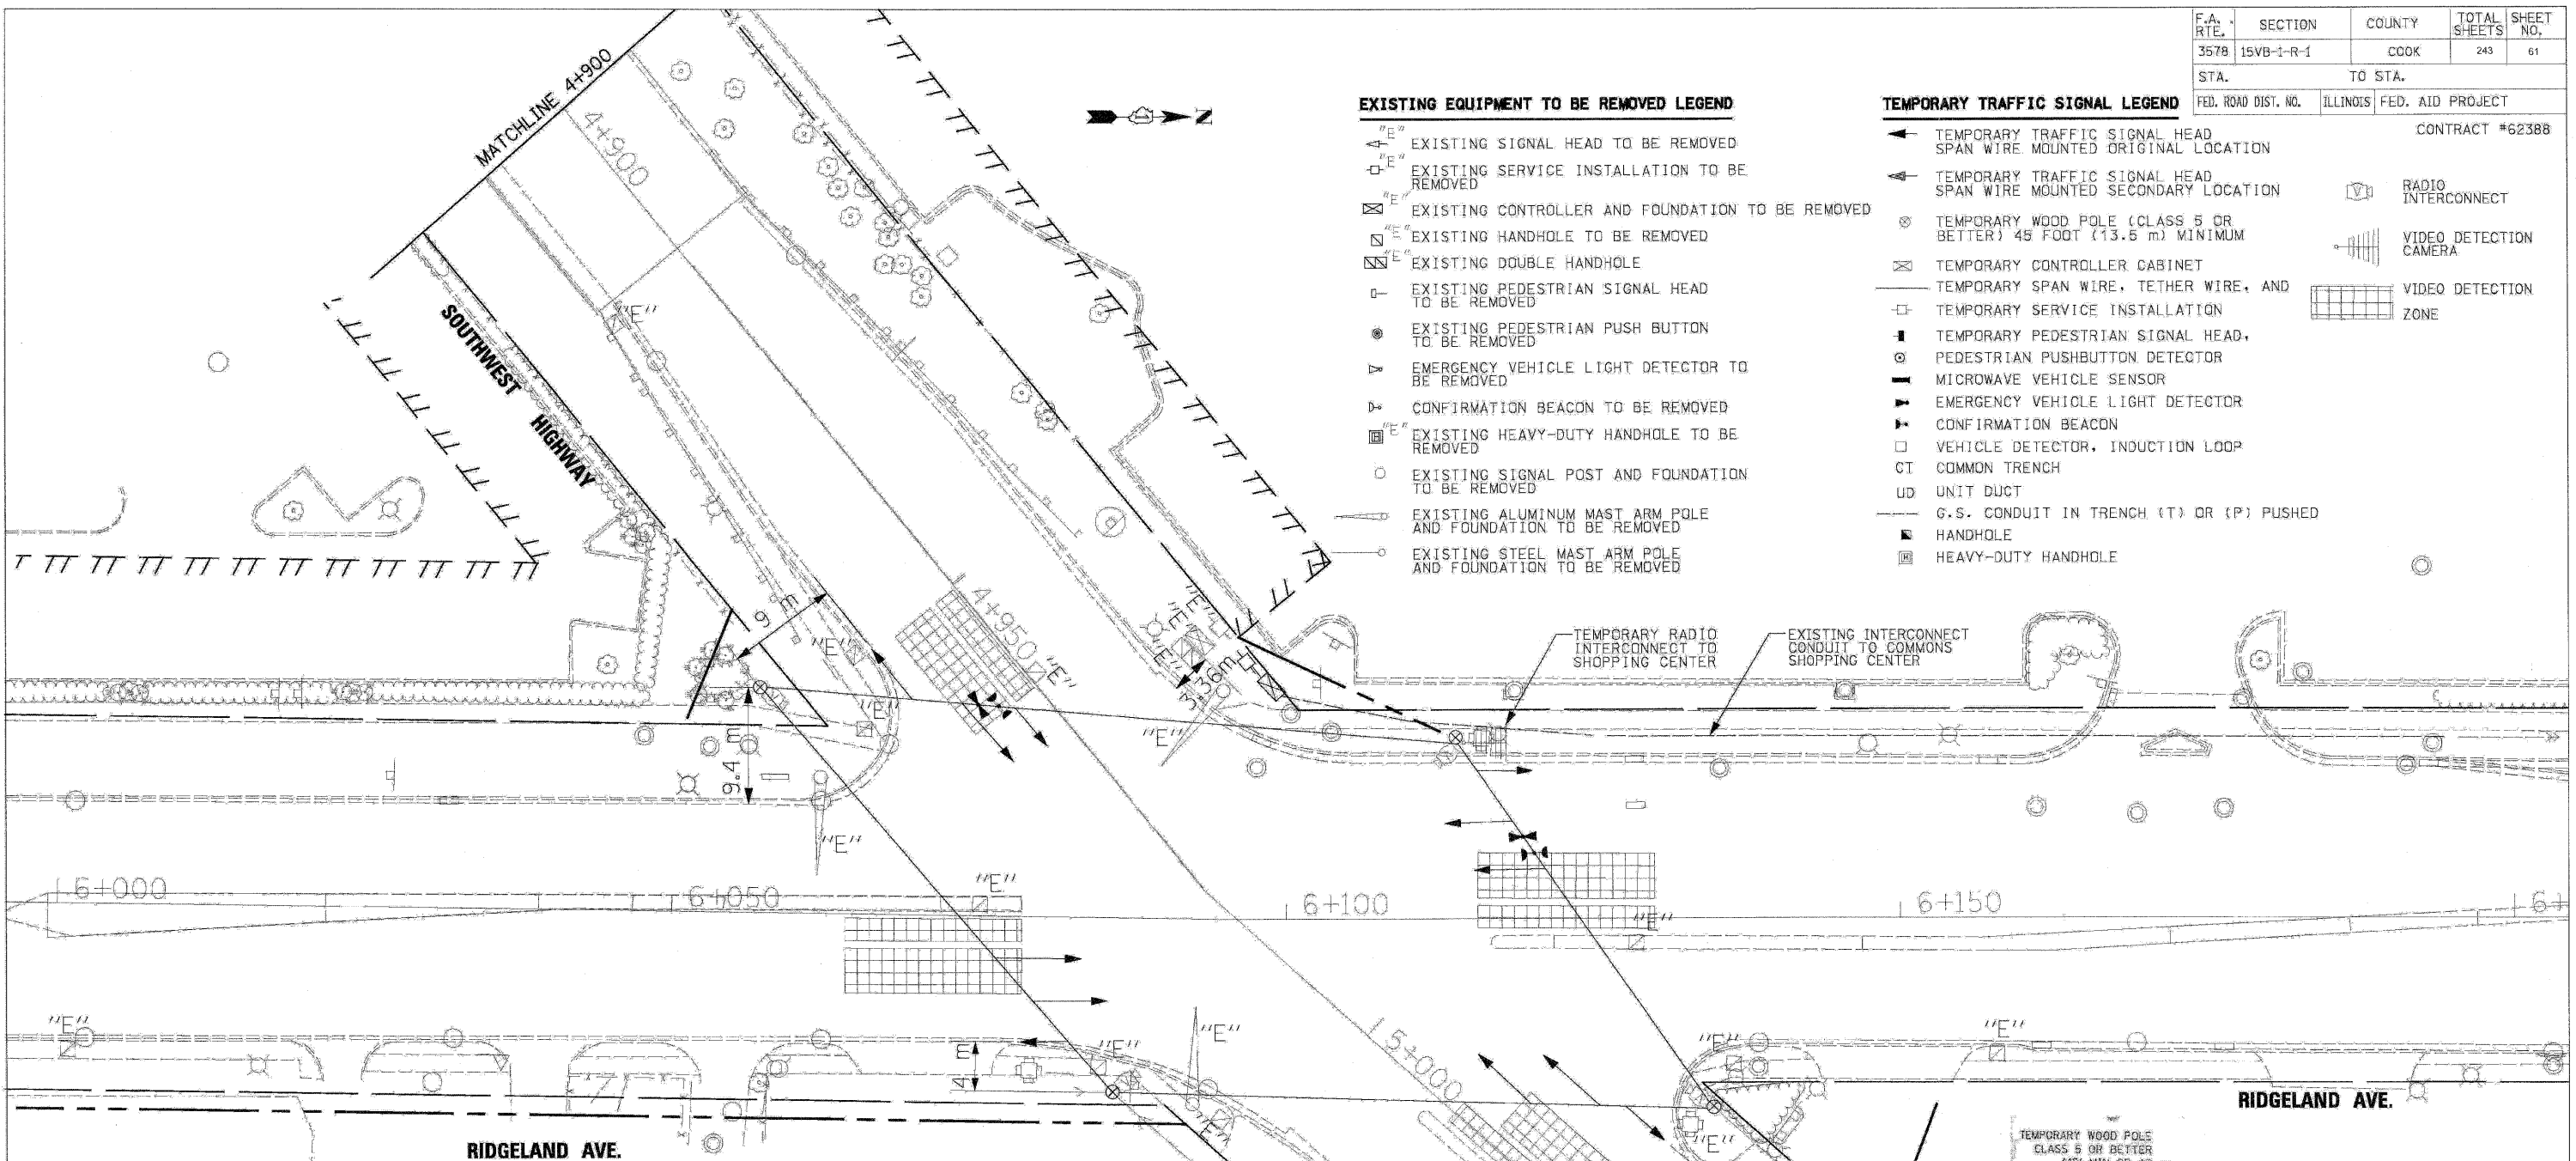 F.A. RTE.
SECTION
COUNTY
TOTAL SHEETS
SHEET NO.
3578
15VB-1-R-1
COOK
243
61
STA.
TO STA.
FED. ROAD DIST. NO.
ILLINOIS
FED. AID PROJECT
CONTRACT #62388
MATCHLINE 4+900
4+900
Z
EXISTING EQUIPMENT TO BE REMOVED LEGEND
"E" EXISTING SIGNAL HEAD TO BE REMOVED
"E" EXISTING SERVICE INSTALLATION TO BE
REMOVED
"E" EXISTING CONTROLLER AND FOUNDATION TO BE REMOVED
"E" EXISTING HANDHOLE TO BE REMOVED
"E" EXISTING DOUBLE HANDHOLE
EXISTING PEDESTRIAN SIGNAL HEAD
TO BE REMOVED
EXISTING PEDESTRIAN PUSH BUTTON
TO BE REMOVED
EMERGENCY VEHICLE LIGHT DETECTOR TO
BE REMOVED
CONFIRMATION BEACON TO BE REMOVED
"E" EXISTING HEAVY-DUTY HANDHOLE TO BE
REMOVED
EXISTING SIGNAL POST AND FOUNDATION
TO BE REMOVED
EXISTING ALUMINUM MAST ARM POLE
AND FOUNDATION TO BE REMOVED
EXISTING STEEL MAST ARM POLE
AND FOUNDATION TO BE REMOVED
TEMPORARY TRAFFIC SIGNAL LEGEND
TEMPORARY TRAFFIC SIGNAL HEAD
SPAN WIRE MOUNTED ORIGINAL LOCATION
TEMPORARY TRAFFIC SIGNAL HEAD
SPAN WIRE MOUNTED SECONDARY LOCATION
TEMPORARY WOOD POLE (CLASS 5 OR
BETTER) 45 FOOT (13.5 m) MINIMUM
TEMPORARY CONTROLLER CABINET
TEMPORARY SPAN WIRE, TETHER WIRE, AND
TEMPORARY SERVICE INSTALLATION
TEMPORARY PEDESTRIAN SIGNAL HEAD,
PEDESTRIAN PUSHBUTTON DETECTOR
MICROWAVE VEHICLE SENSOR
EMERGENCY VEHICLE LIGHT DETECTOR
CONFIRMATION BEACON
VEHICLE DETECTOR, INDUCTION LOOP
CT COMMON TRENCH
UD UNIT DUCT
G.S. CONDUIT IN TRENCH (T) OR (P) PUSHED
HANDHOLE
H HEAVY-DUTY HANDHOLE
RADIO
INTERCONNECT
VIDEO DETECTION
CAMERA
VIDEO DETECTION
ZONE
SOUTHWEST
HIGHWAY
"E"
9 m
"E"
"E"
9.4 m
"E"
4+950
"E"
"E"
"E"
"E"
3.36m
"E"
TEMPORARY RADIO
INTERCONNECT TO
SHOPPING CENTER
EXISTING INTERCONNECT
CONDUIT TO COMMONS
SHOPPING CENTER
6+000
6+050
"E"
6+100
"E"
6+150
6+
"E"
4 m
"E"
"E"
"E"
5+000
"E"
"E"
"E"
RIDGELAND AVE.
RIDGELAND AVE.
TEMPORARY WOOD POLE
CLASS 5 OR BETTER